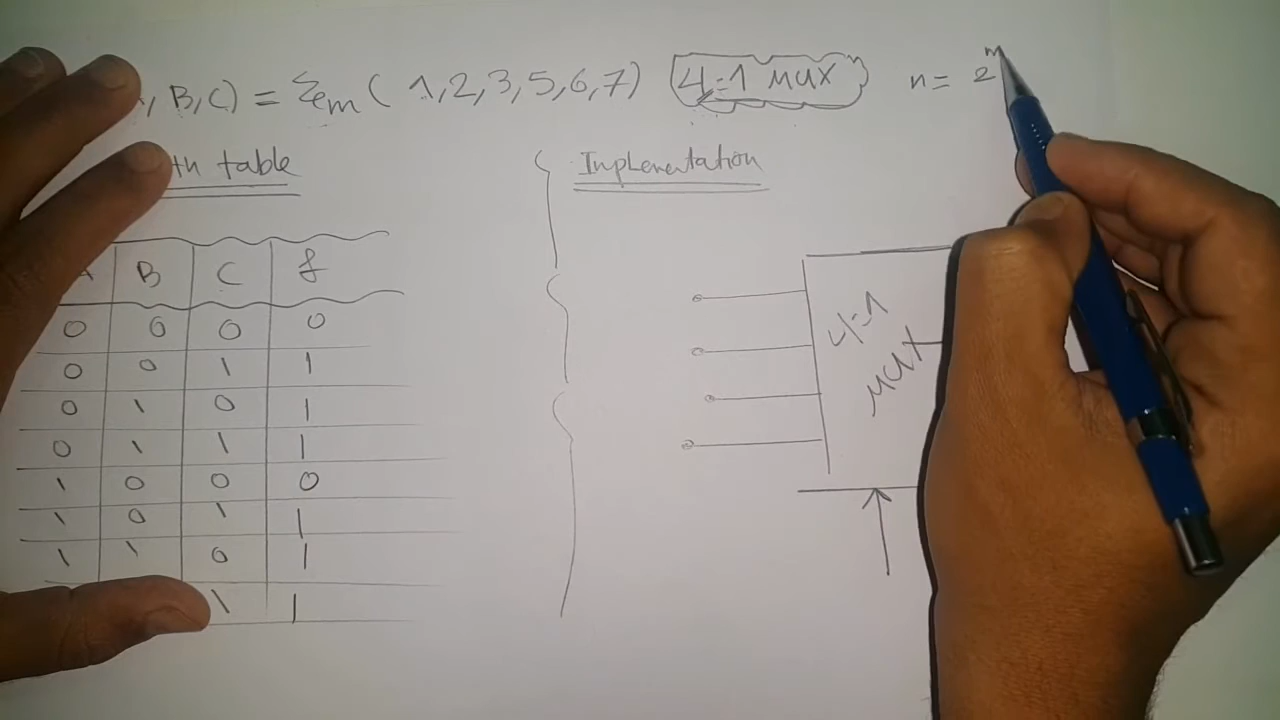 , B, C) = Σm ( 1, 2, 3, 5, 6, 7) 4:1 MUX n = 2^m
th table
Implementation
A B C f
0 0 0 0
0 0 1 1
0 1 0 1
0 1 1 1
1 0 0 0
1 0 1 1
1 1 0 1
1 1
4:1
MUX